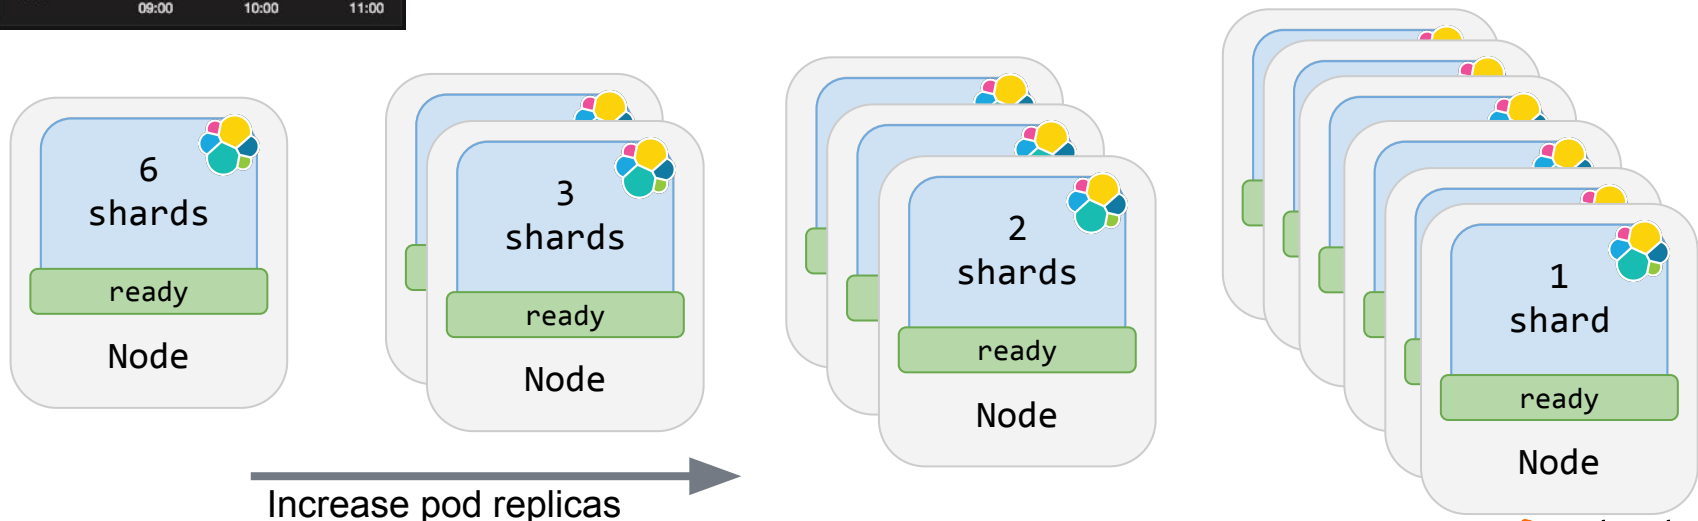 09:00 10:00 11:00
6
shards
ready
Node
3
shards
ready
Node
2
shards
ready
Node
1
shard
ready
Node
Increase pod replicas